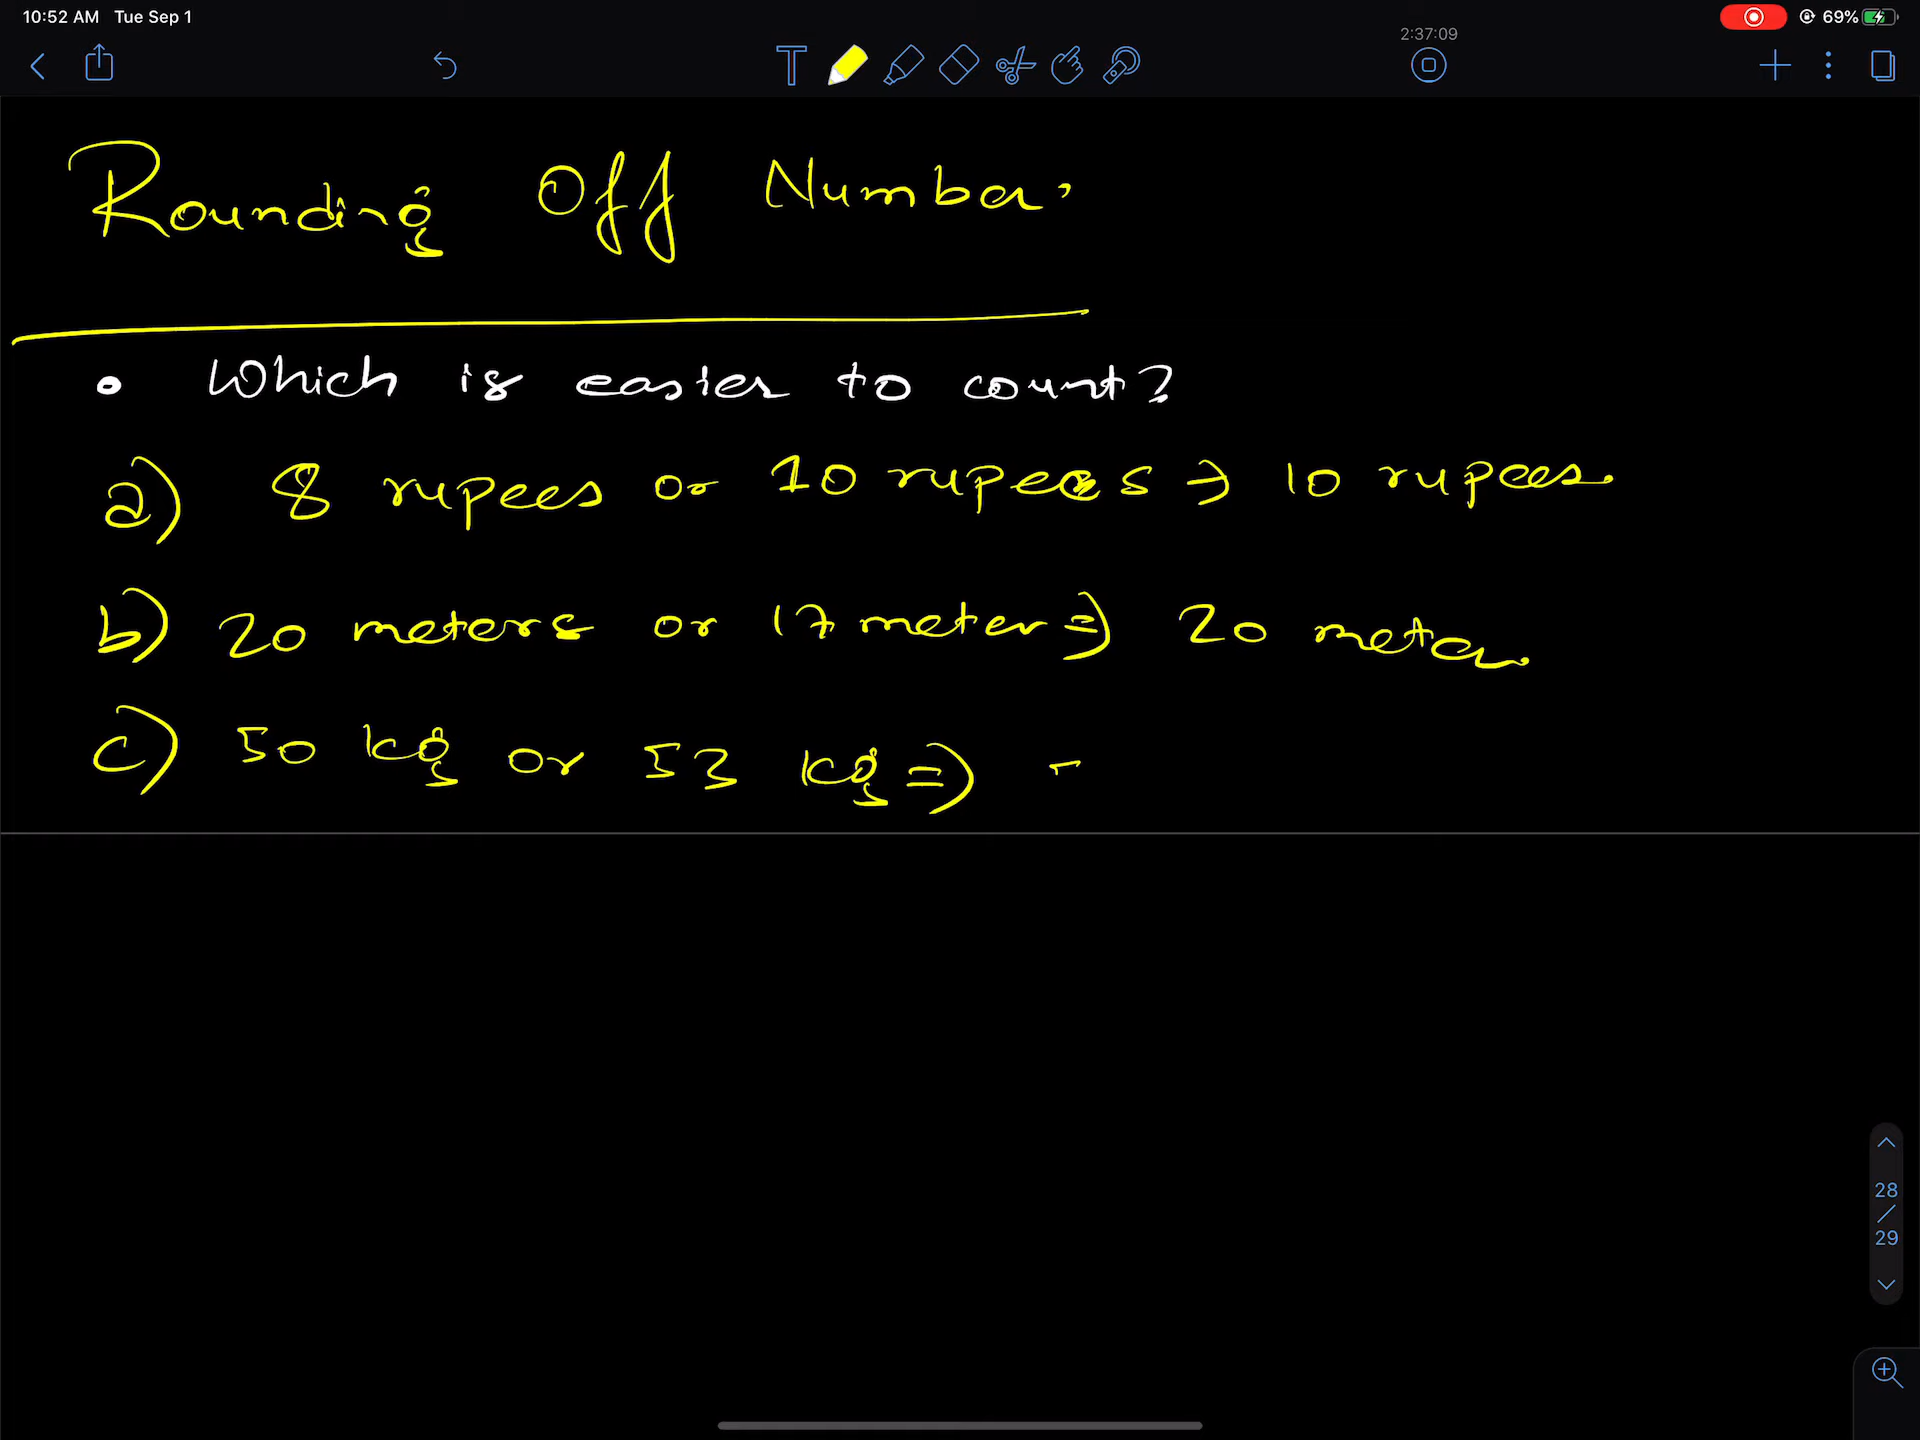 10:52 AM Tue Sep 1
69%
2:37:09
T
Rounding Off Number
Which is easier to count?
a) 8 rupees or 10 rupees ⇒ 10 rupees.
b) 20 meters or 17 meter ⇒ 20 meter.
c) 50 kg or 53 kg ⇒
28
/
29